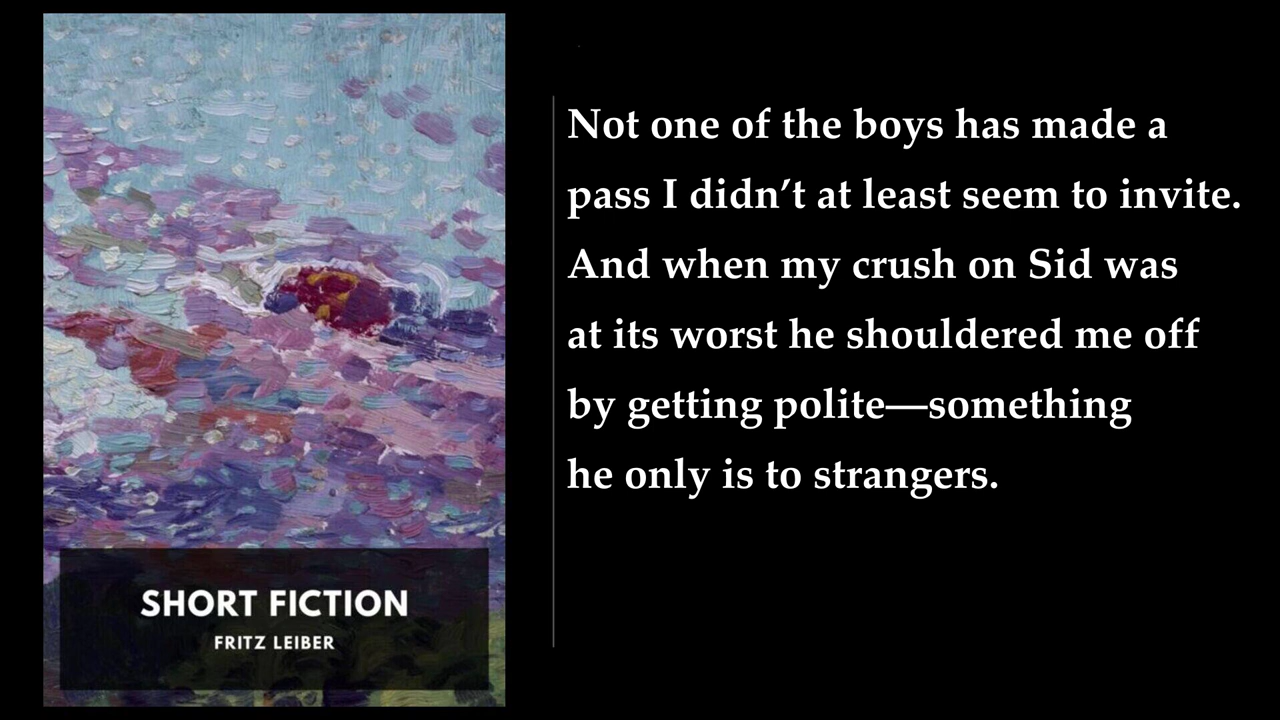 Not one of the boys has made a
pass I didn’t at least seem to invite.
And when my crush on Sid was
at its worst he shouldered me off
by getting polite—something
he only is to strangers.
SHORT FICTION
FRITZ LEIBER